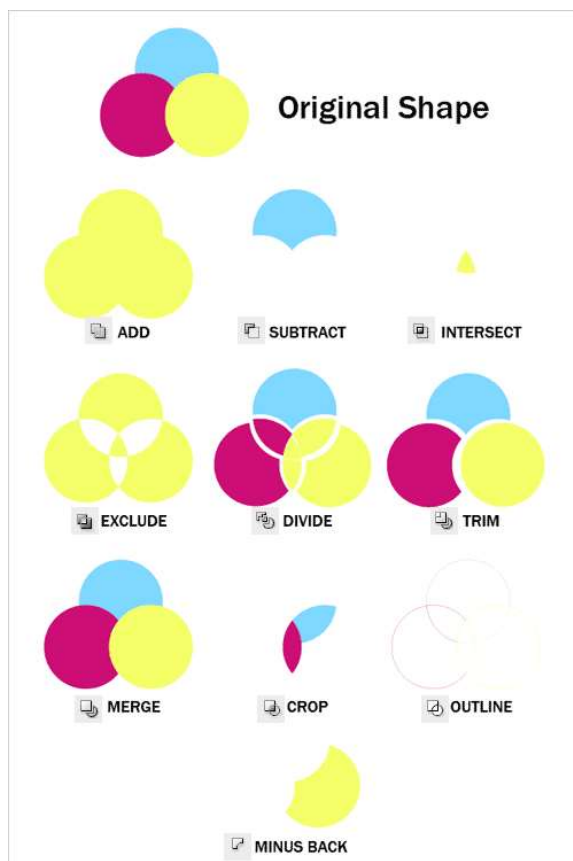 Original Shape
ADD
SUBTRACT
INTERSECT
EXCLUDE
DIVIDE
TRIM
MERGE
CROP
OUTLINE
MINUS BACK